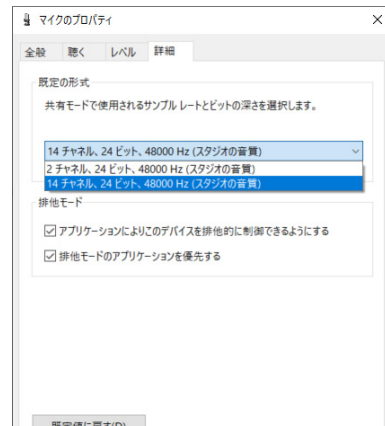 マイクのプロパティ
全般 聴く レベル 詳細
既定の形式
共有モードで使用されるサンプル レートとビットの深さを選択します。
14 チャネル、24 ビット、48000 Hz (スタジオの音質)
2 チャネル、24 ビット、48000 Hz (スタジオの音質)
14 チャネル、24 ビット、48000 Hz (スタジオの音質)
排他モード
アプリケーションによりこのデバイスを排他的に制御できるようにする
排他モードのアプリケーションを優先する
既定値に戻す(D)